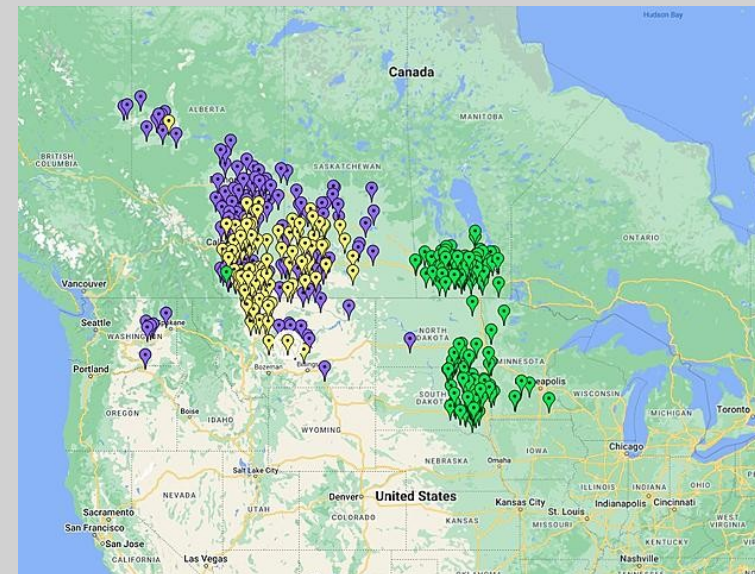 Hudson Bay
Canada
ALBERTA
MANITOBA
BRITISH
COLUMBIA
SASKATCHEWAN
ONTARIO
Vancouver
Seattle
WASHINGTON
NORTH
DAKOTA
MINNESOTA
Portland
Bozeman
SOUTH
WISCONSIN
OREGON
Boise
IDAHO
MICHIGAN
Toronto
WYOMING
IOWA
Chicago
NEBRASKA
Omaha
Salt Lake City
ILLINOIS
INDIANA
OHIO
NEVADA
Denver
United States
Kansas City
Indianapolis
Cincinnati
Sacramento
UTAH
COLORADO
KANSAS
St. Louis
MISSOURI
WEST
VIRGINIA
San Francisco
San Jose
KENTUCKY
CALIFORNIA
Las Vegas
Nashville